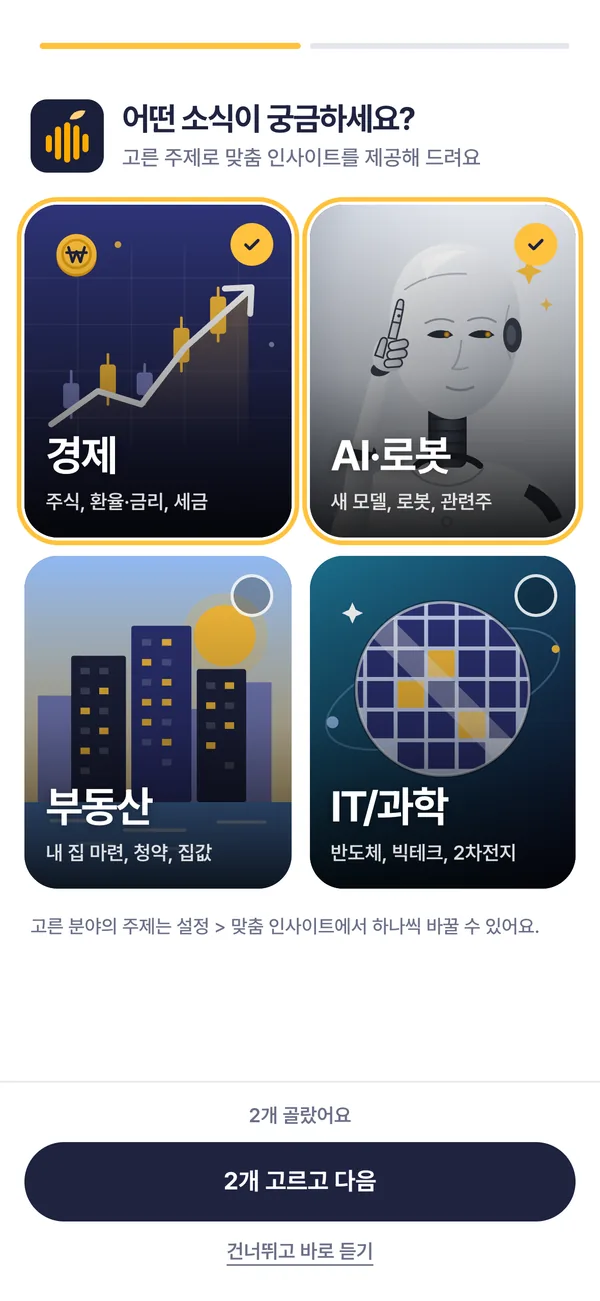 어떤 소식이 궁금하세요?
고른 주제로 맞춤 인사이트를 제공해 드려요
₩
경제
주식, 환율·금리, 세금
AI·로봇
새 모델, 로봇, 관련주
부동산
내 집 마련, 청약, 집값
IT/과학
반도체, 빅테크, 2차전지
고른 분야의 주제는 설정 > 맞춤 인사이트에서 하나씩 바꿀 수 있어요.
2개 골랐어요
2개 고르고 다음
건너뛰고 바로 듣기